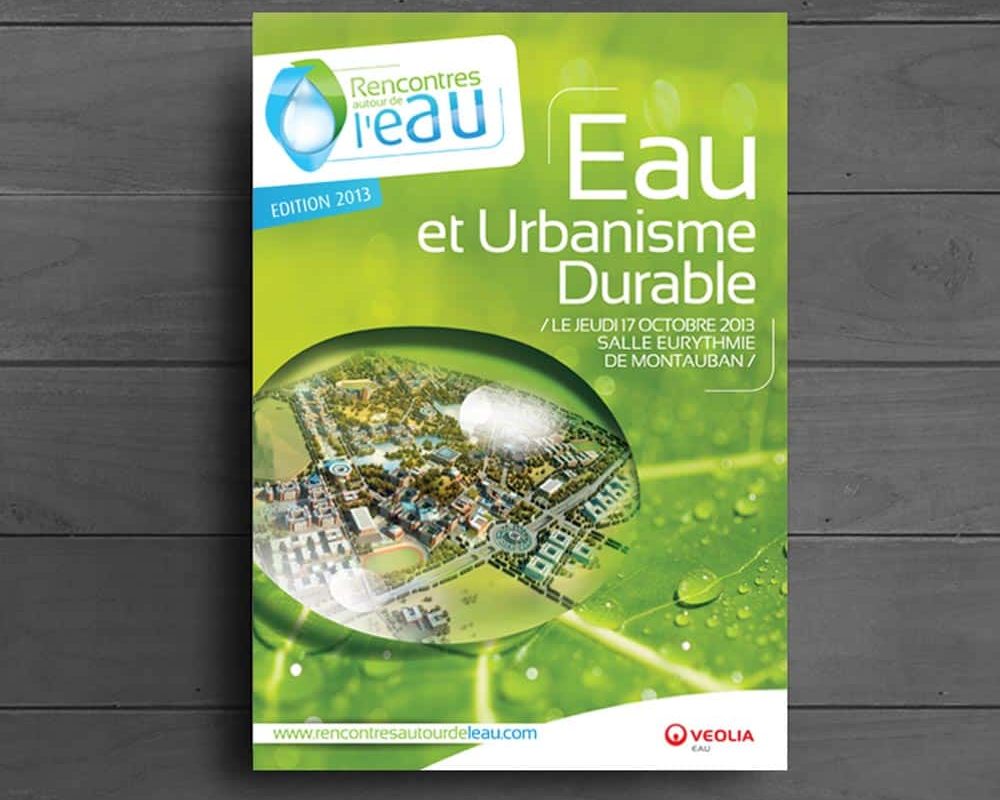 Rencontres
autour de
l'eau
EDITION 2013
Eau
et Urbanisme
Durable
/ LE JEUDI 17 OCTOBRE 2013
SALLE EURYTHMIE
DE MONTAUBAN /
www.rencontresautourdeleau.com
VEOLIA
EAU